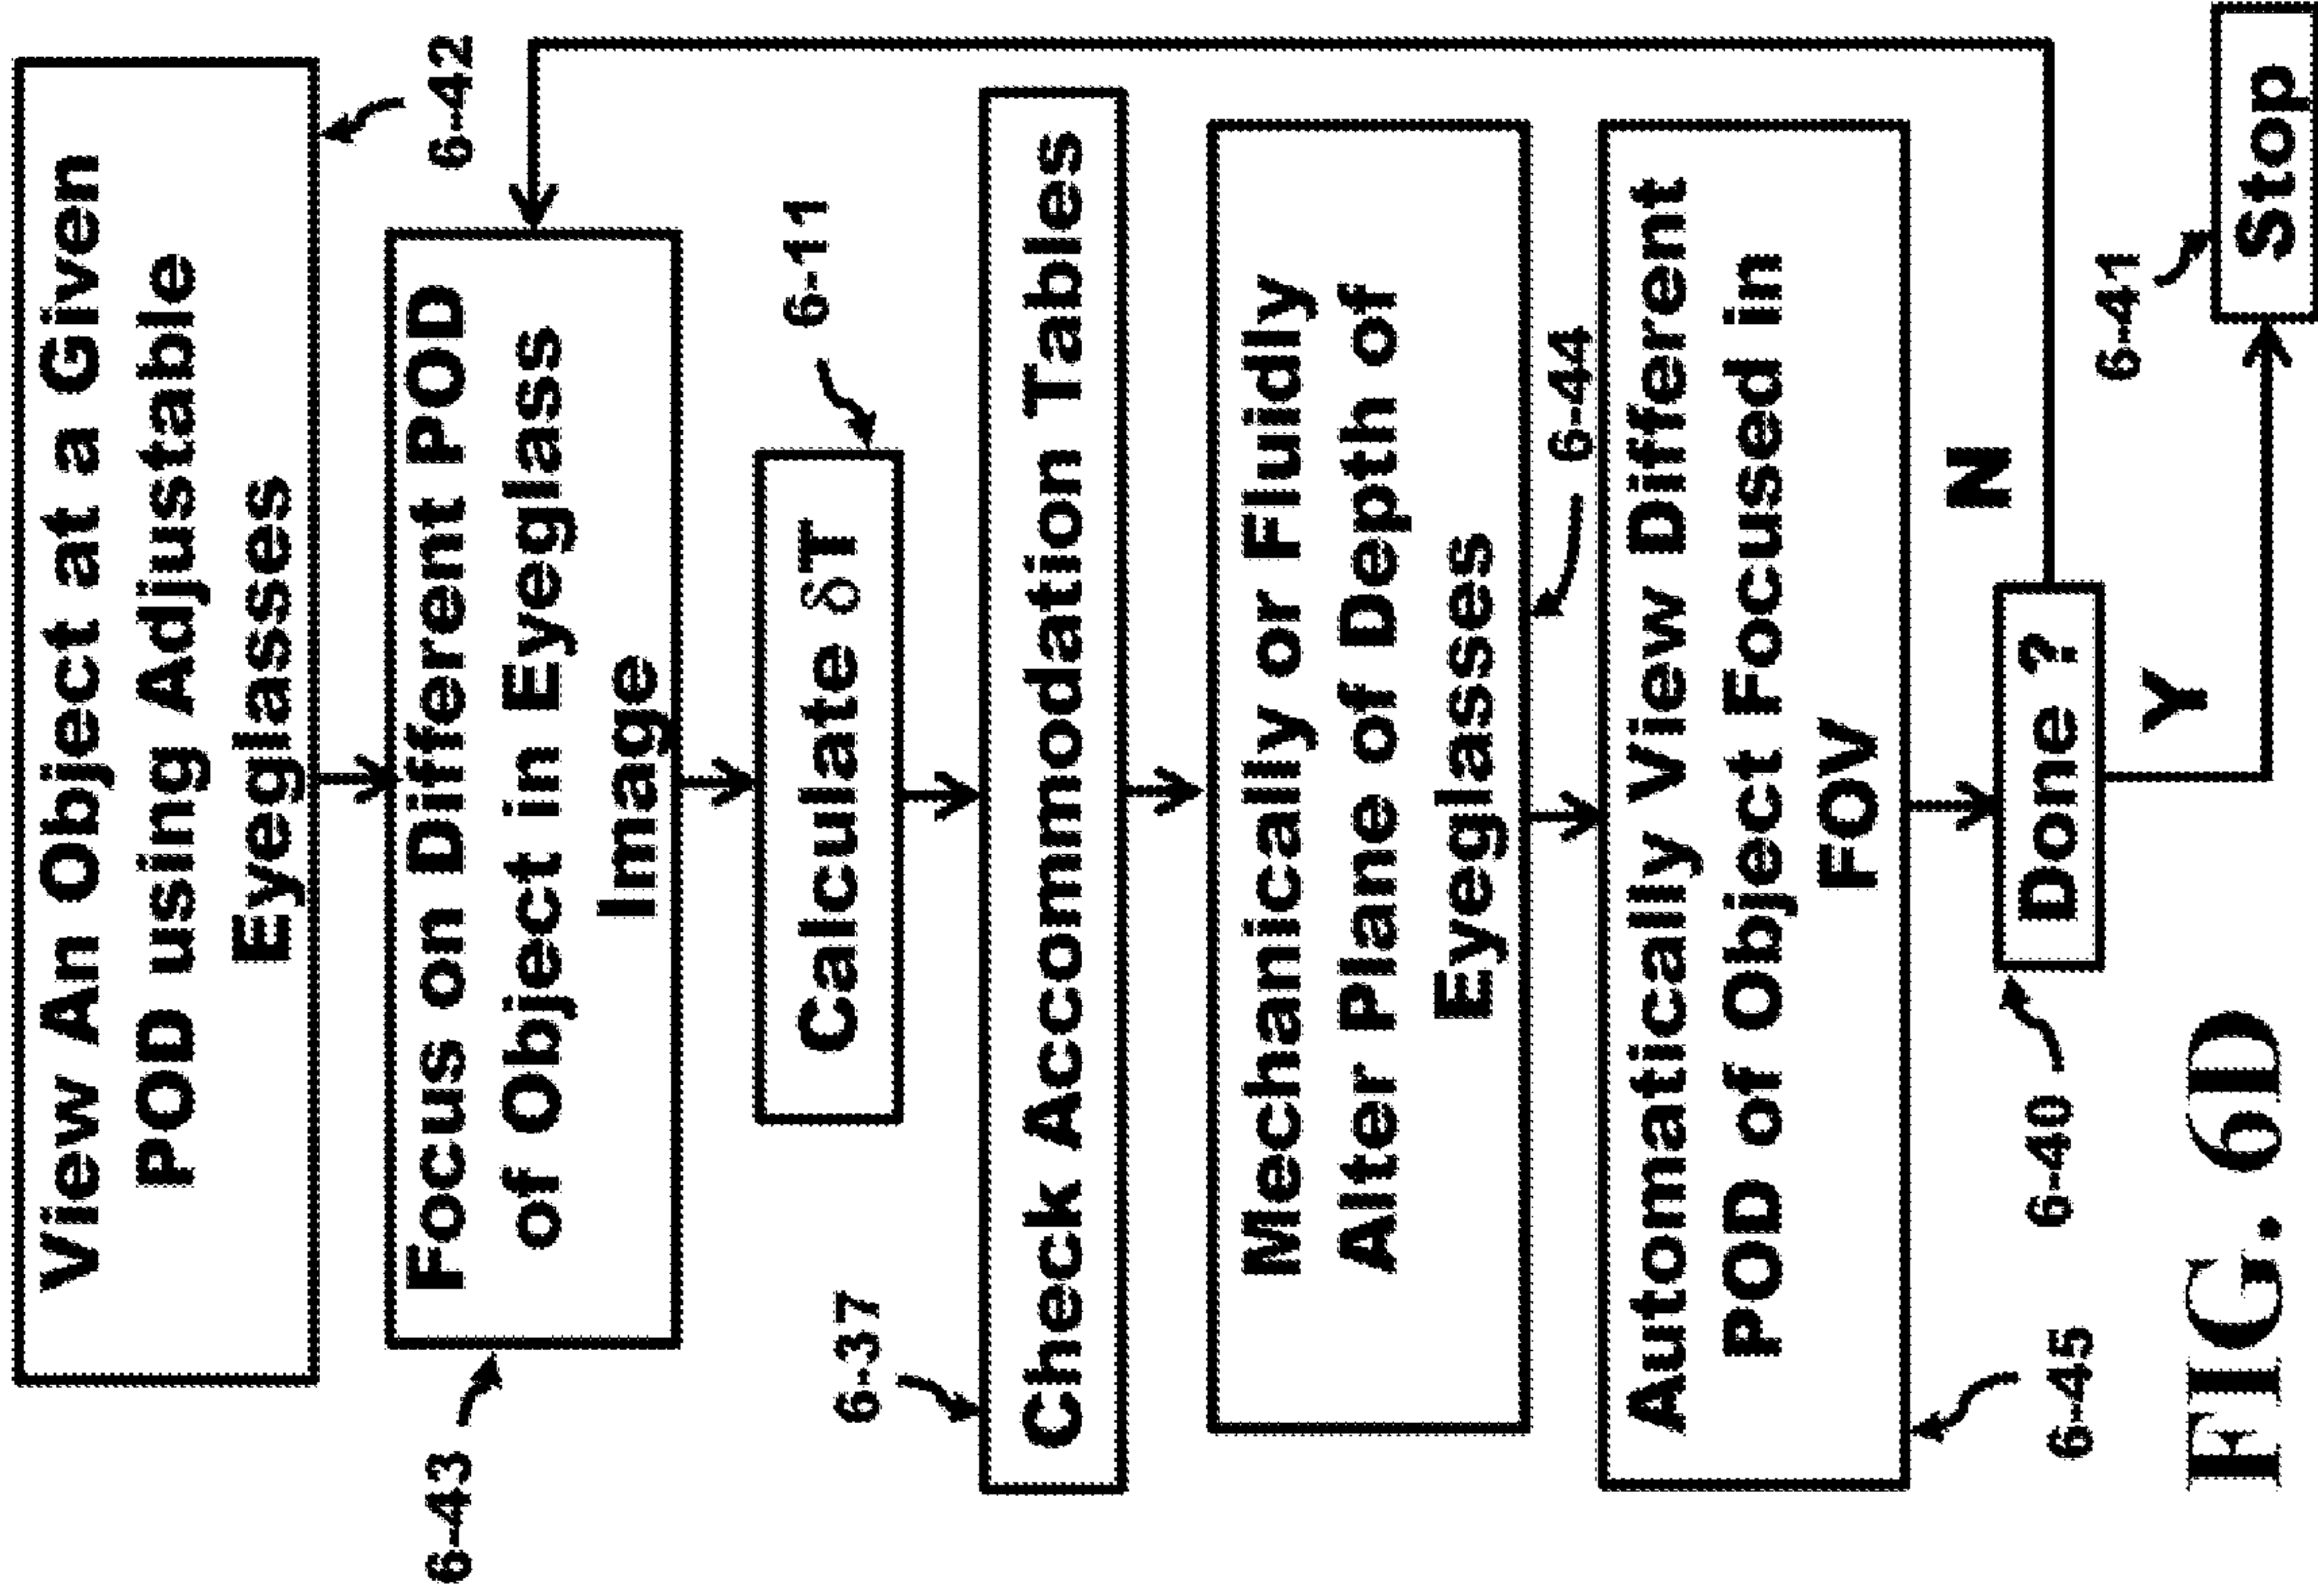 View An Object at a Given
POD using Adjustable
Eyeglasses
6-42
6-43
Focus on Different POD
of Object in Eyeglass
Image
6-11
Calculate δT
6-37
Check Accommodation Tables
Mechanically or Fluidly
Alter Plane of Depth of
Eyeglasses
6-44
Automatically View Different
POD of Object Focused in
FOV
6-45
N
6-40
Done ?
Y
6-41
Stop
FIG. 6D